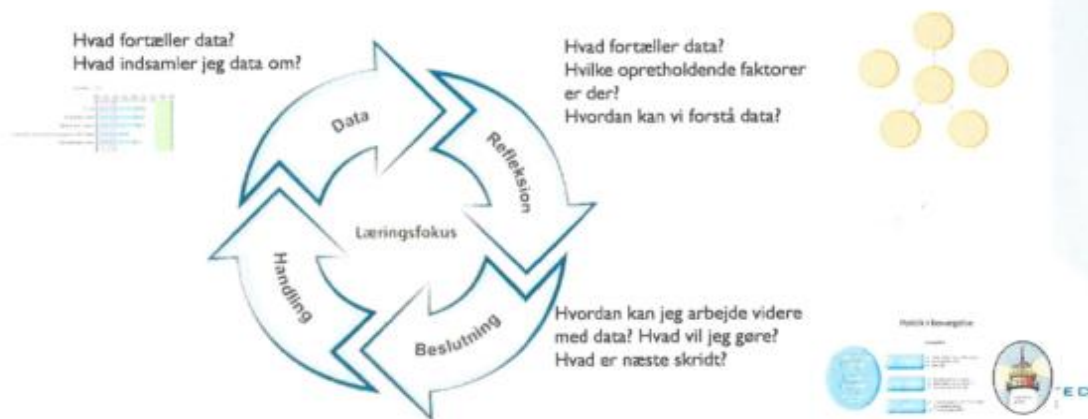 Hvad fortæller data?
Hvad indsamler jeg data om?
Hvad fortæller data?
Hvilke opretholdende faktorer
er der?
Hvordan kan vi forstå data?
Data
Refleksion
Læringsfokus
Handling
Beslutning
Hvordan kan jeg arbejde videre
med data? Hvad vil jeg gøre?
Hvad er næste skridt?